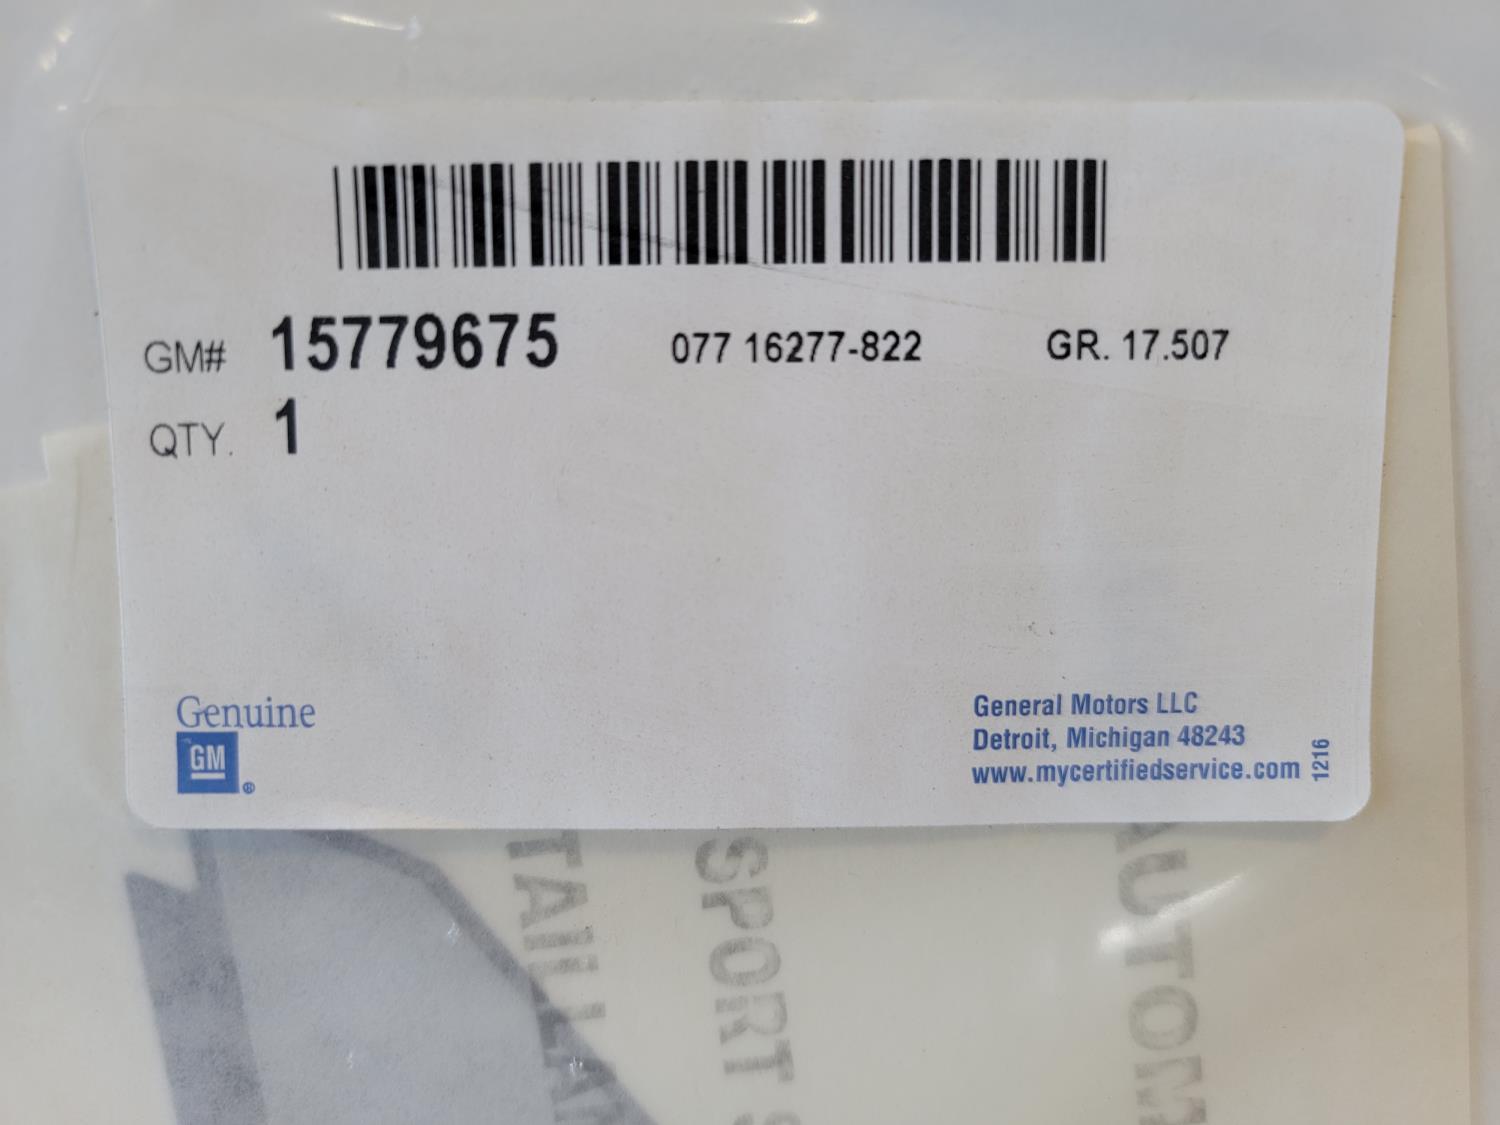 GM# 15779675 077 16277-822 GR. 17.507
QTY. 1
Genuine
GM®
General Motors LLC
Detroit, Michigan 48243
www.mycertifiedservice.com
1216
SPORT